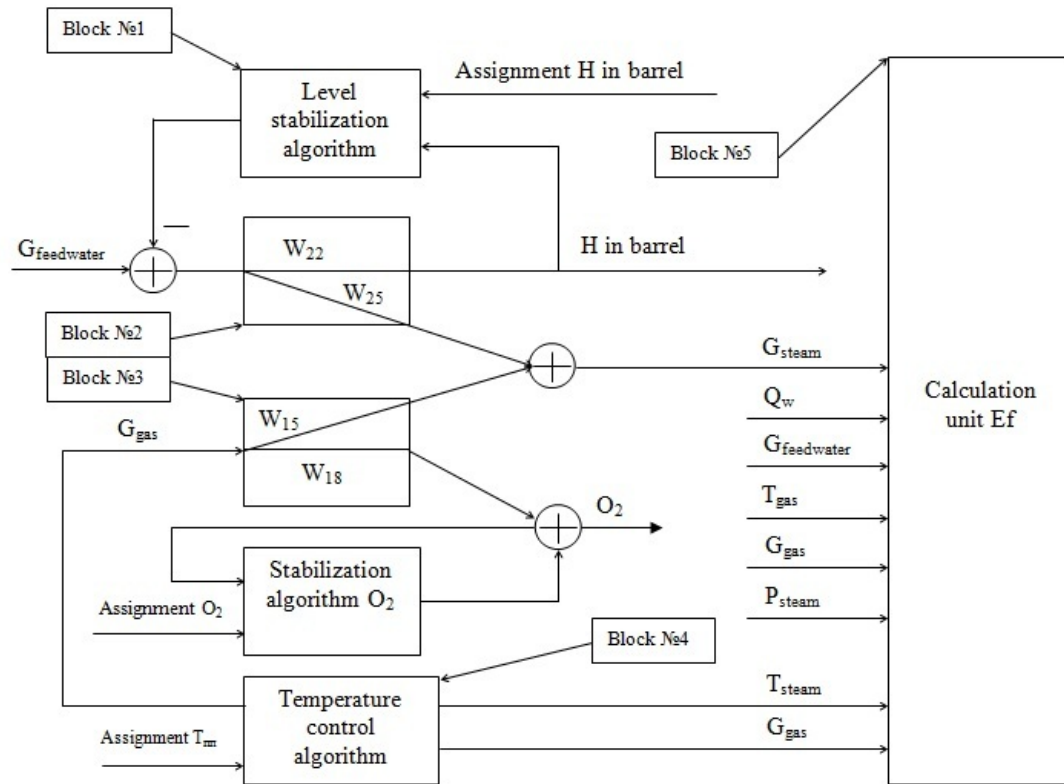 Block №1
Level
stabilization
algorithm
Assignment H in barrel
Block №5
—
G feedwater
W22
W25
H in barrel
Block №2
Block №3
W15
W18
Ggas
Gsteam
Qw
Gfeedwater
Tgas
Ggas
Psteam
Calculation
unit Ef
O2
Stabilization
algorithm O2
Assignment O2
Block №4
Temperature
control
algorithm
Assignment Tпп
Tsteam
Ggas